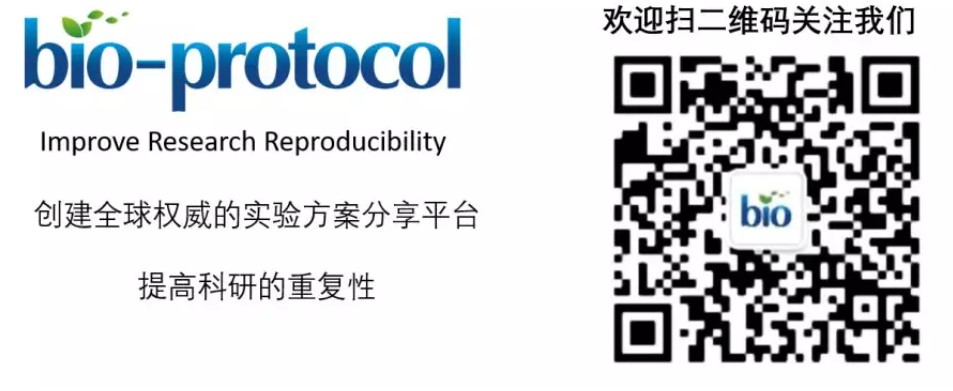 bio-protocol
Improve Research Reproducibility
创建全球权威的实验方案分享平台
提高科研的重复性
欢迎扫二维码关注我们
bio